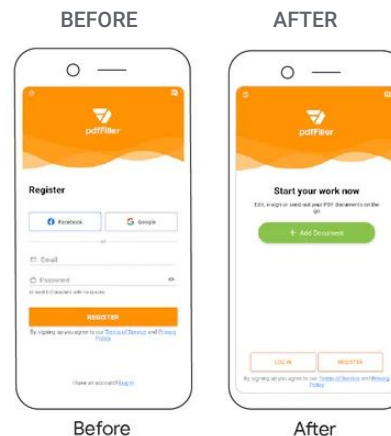 BEFORE
AFTER
pdfFiller
Register
Facebook
Google
or
Email
Password
REGISTER
By signing up you agree to our Terms of Service and Privacy
Policy
Have an account? Log in
Before
pdfFiller
Start your work now
Edit, esign or send out your PDF documents on the
go
+ Add Document
LOG IN
REGISTER
By signing up you agree to our Terms of Service and Privacy
Policy
After